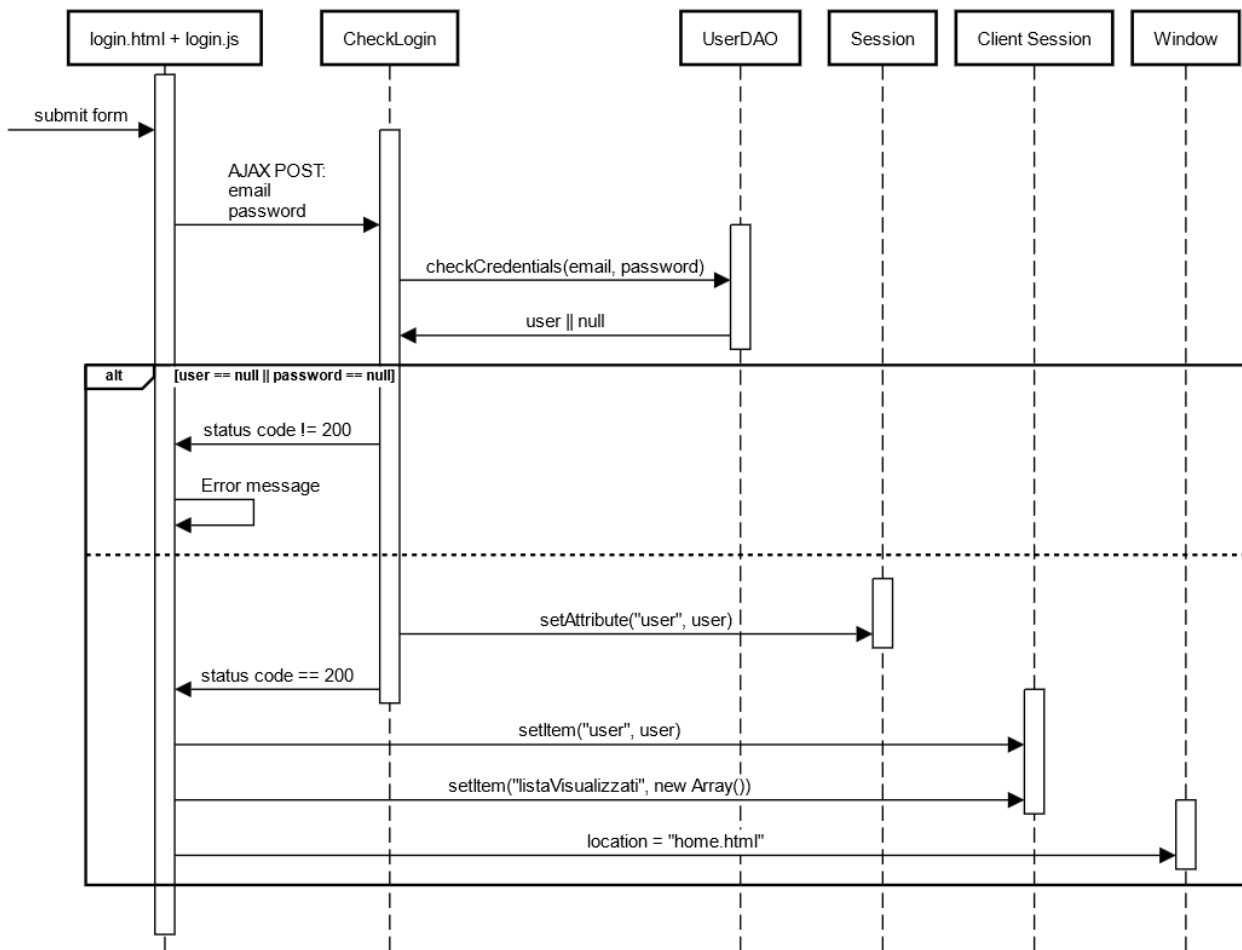 login.html + login.js
CheckLogin
UserDAO
Session
Client Session
Window
submit form
AJAX POST:
email
password
checkCredentials(email, password)
user || null
alt
[user == null || password == null]
status code != 200
Error message
setAttribute("user", user)
status code == 200
setItem("user", user)
setItem("listaVisualizzati", new Array())
location = "home.html"